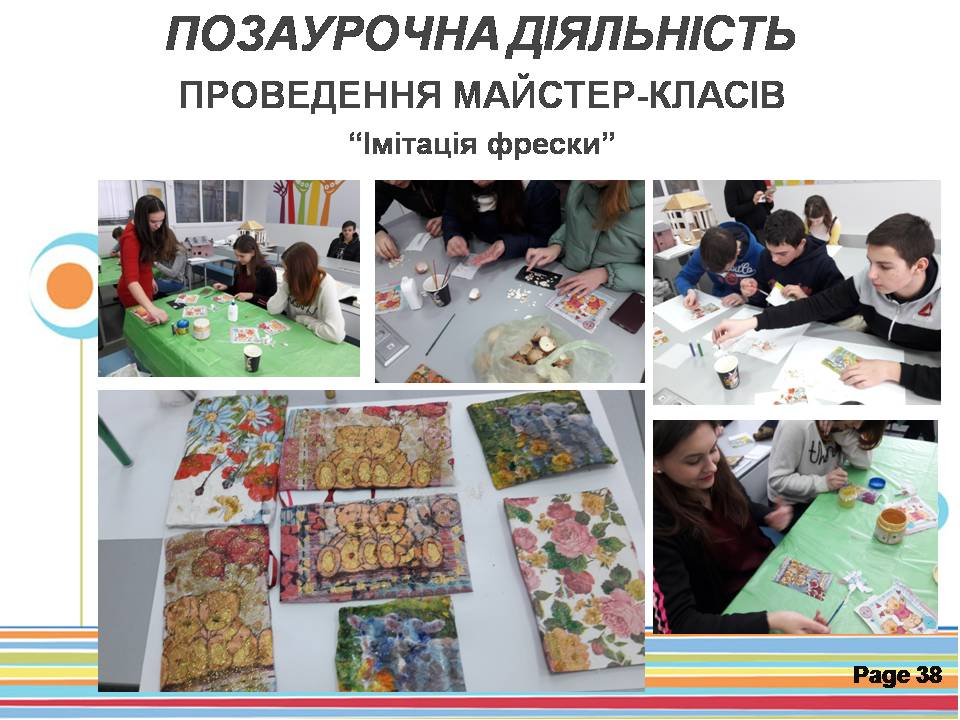 ПОЗАУРОЧНА ДІЯЛЬНІСТЬ
ПРОВЕДЕННЯ МАЙСТЕР-КЛАСІВ
“Імітація фрески”
Page 38